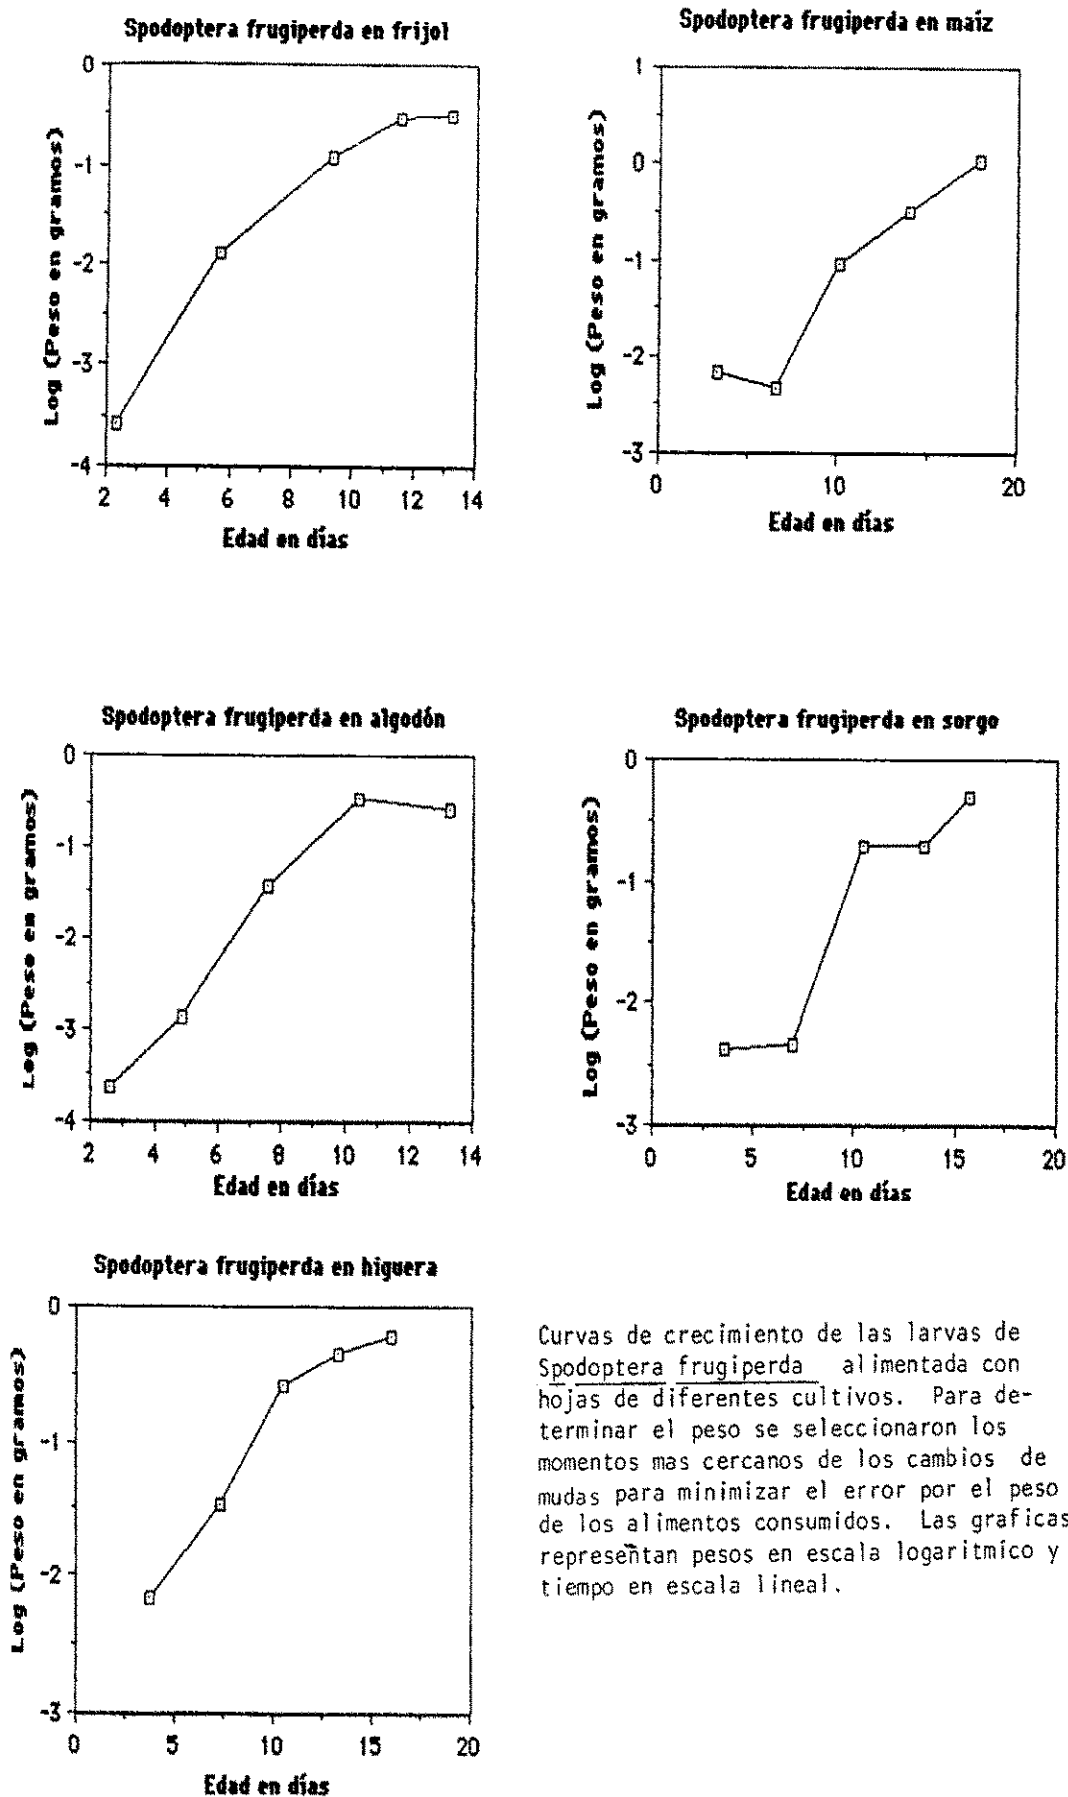 Spodoptera frugiperda en frijol
Log (Peso en gramos)
0
-1
-2
-3
-4
2 4 6 8 10 12 14
Edad en días
Spodoptera frugiperda en maíz
Log (Peso en gramos)
1
0
-1
-2
-3
0 10 20
Edad en días
Spodoptera frugiperda en algodón
Log (Peso en gramos)
0
-1
-2
-3
-4
2 4 6 8 10 12 14
Edad en días
Spodoptera frugiperda en sorgo
Log (Peso en gramos)
0
-1
-2
-3
0 5 10 15 20
Edad en días
Spodoptera frugiperda en higuera
Log (Peso en gramos)
0
-1
-2
-3
0 5 10 15 20
Edad en días
Curvas de crecimiento de las larvas de
Spodoptera frugiperda alimentada con
hojas de diferentes cultivos. Para de-
terminar el peso se seleccionaron los
momentos mas cercanos de los cambios de
mudas para minimizar el error por el peso
de los alimentos consumidos. Las graficas
representan pesos en escala logaritmico y
tiempo en escala lineal.